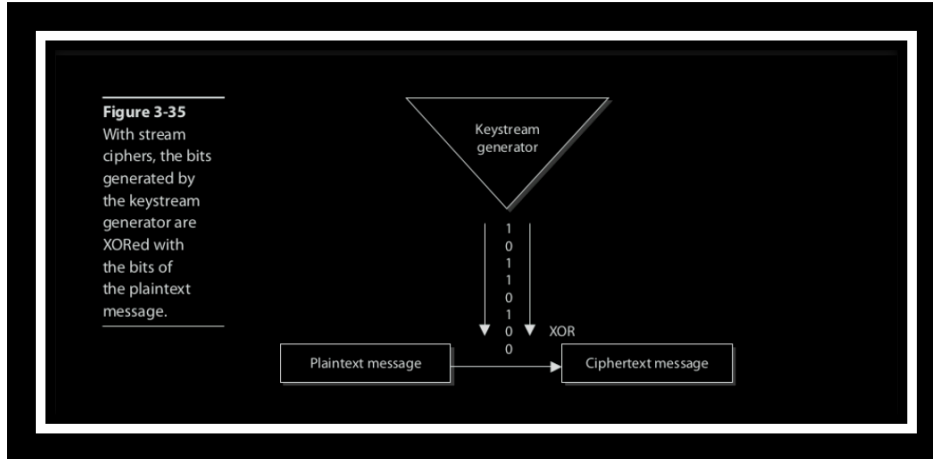 Figure 3-35
With stream
ciphers, the bits
generated by
the keystream
generator are
XORed with
the bits of
the plaintext
message.
Keystream
generator
1
0
1
1
0
1
0
0
XOR
Plaintext message
Ciphertext message